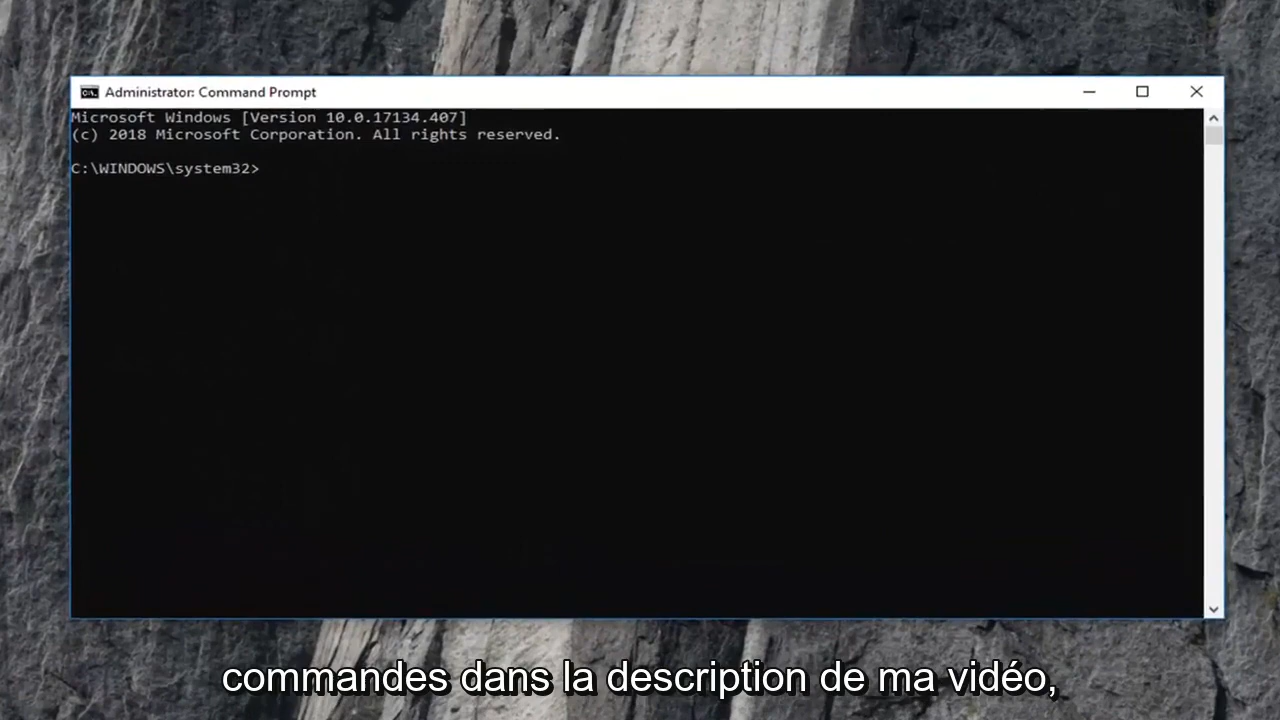 Administrator: Command Prompt
Microsoft Windows [Version 10.0.17134.407]
(c) 2018 Microsoft Corporation. All rights reserved.
C:\WINDOWS\system32>
commandes dans la description de ma vidéo,